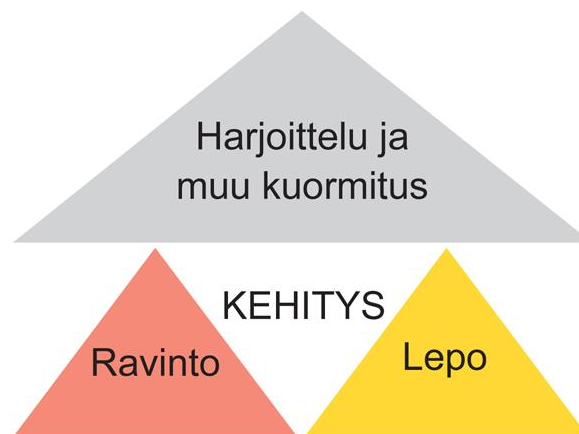 Harjoittelu ja
muu kuormitus
KEHITYS
Ravinto
Lepo